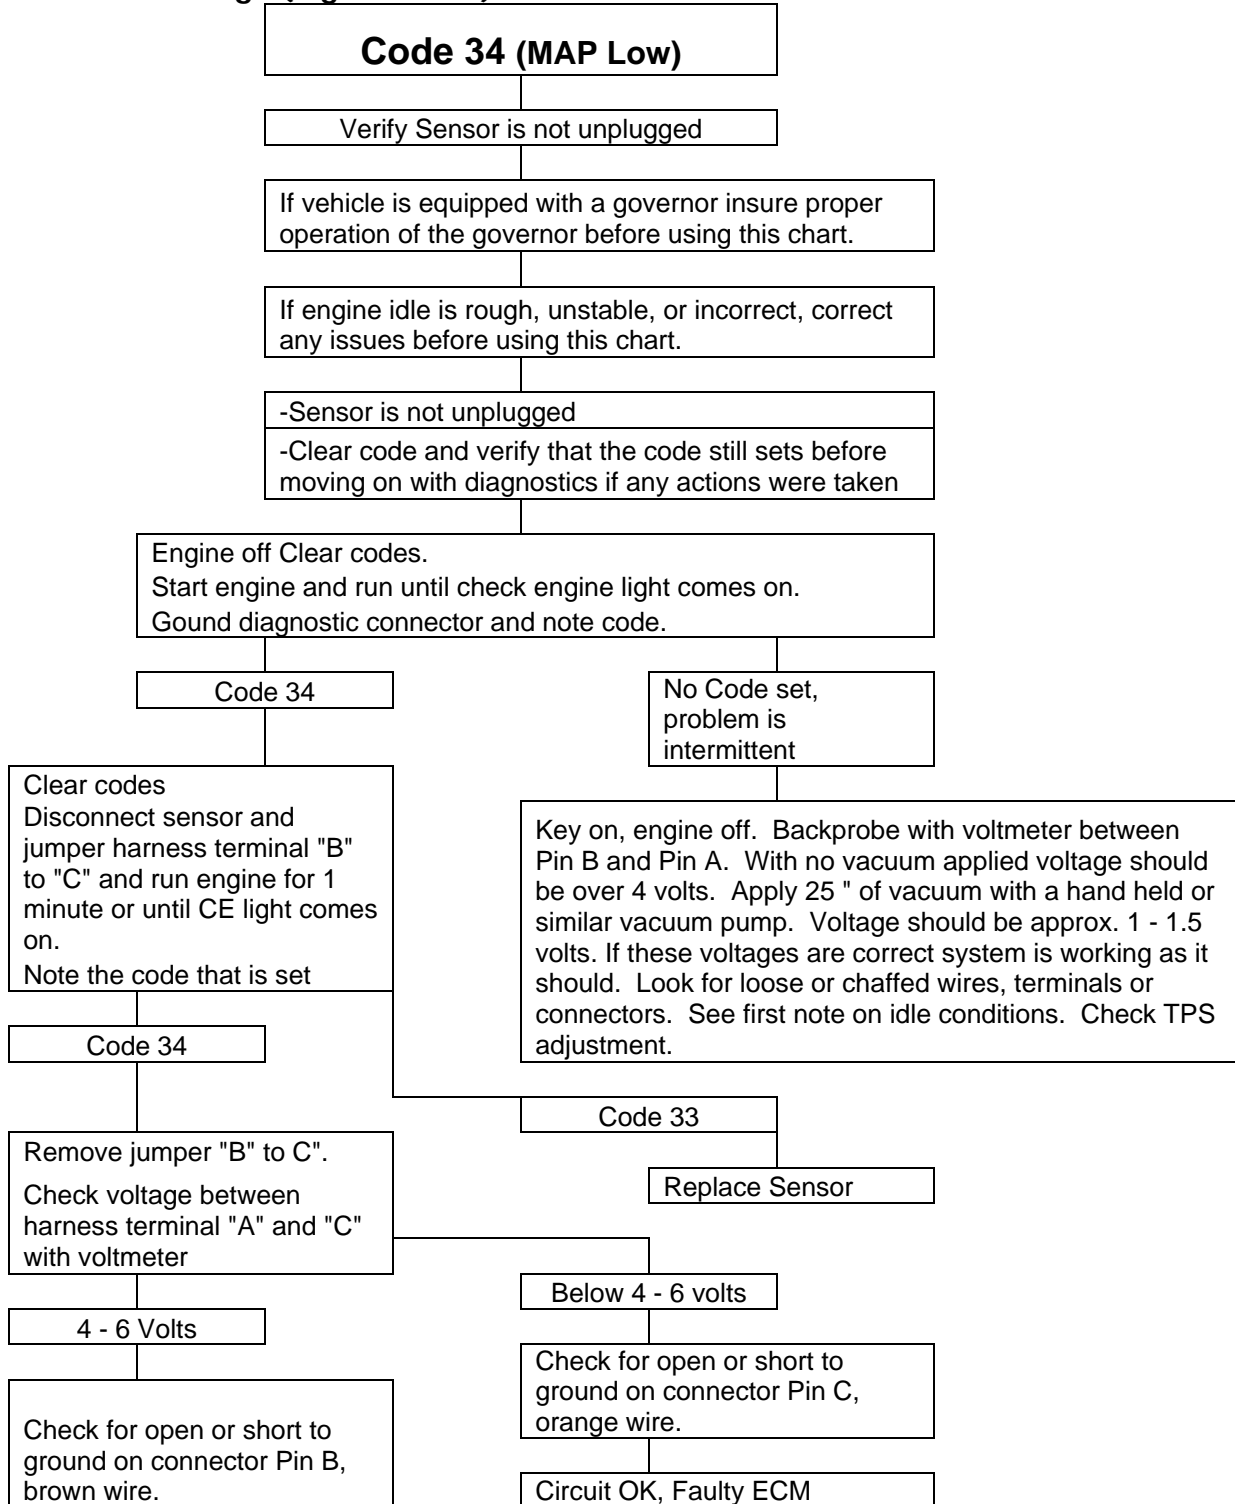 Code 34 (MAP Low)
Verify Sensor is not unplugged
If vehicle is equipped with a governor insure proper
operation of the governor before using this chart.
If engine idle is rough, unstable, or incorrect, correct
any issues before using this chart.
-Sensor is not unplugged
-Clear code and verify that the code still sets before
moving on with diagnostics if any actions were taken
Engine off Clear codes.
Start engine and run until check engine light comes on.
Gound diagnostic connector and note code.
Code 34
No Code set,
problem is
intermittent
Clear codes
Disconnect sensor and
jumper harness terminal "B"
to "C" and run engine for 1
minute or until CE light comes
on.
Note the code that is set
Key on, engine off. Backprobe with voltmeter between
Pin B and Pin A. With no vacuum applied voltage should
be over 4 volts. Apply 25 " of vacuum with a hand held or
similar vacuum pump. Voltage should be approx. 1 - 1.5
volts. If these voltages are correct system is working as it
should. Look for loose or chaffed wires, terminals or
connectors. See first note on idle conditions. Check TPS
adjustment.
Code 34
Code 33
Replace Sensor
Remove jumper "B" to C".
Check voltage between
harness terminal "A" and "C"
with voltmeter
Below 4 - 6 volts
4 - 6 Volts
Check for open or short to
ground on connector Pin C,
orange wire.
Check for open or short to
ground on connector Pin B,
brown wire.
Circuit OK, Faulty ECM